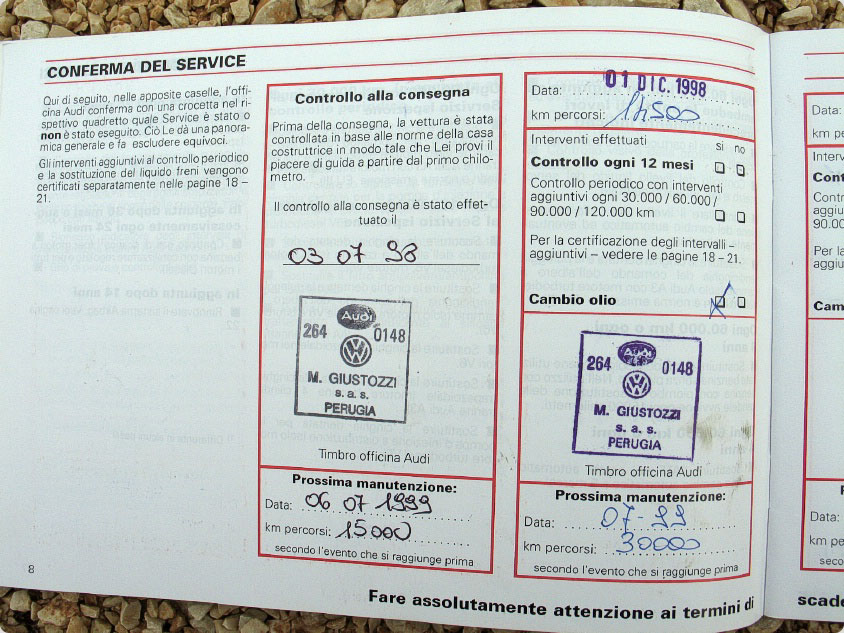 CONFERMA DEL SERVICE
Qui di seguito, nelle apposite caselle, l'offi-
cina Audi conferma con una crocetta nel ri-
spettivo quadretto quale Service è stato o
non è stato eseguito. Ciò Le dà una panora-
mica generale e fa escludere equivoci.
Gli interventi aggiuntivi al controllo periodico
e la sostituzione del liquido freni vengono
certificati separatamente nelle pagine 18 –
21.
8
Controllo alla consegna
Prima della consegna, la vettura è stata
controllata in base alle norme della casa
costruttrice in modo tale che Lei provi il
piacere di guida a partire dal primo chilo-
metro.
Il controllo alla consegna è stato effet-
tuato il
03 07 98
Audi
264 0148
M. GIUSTOZZI
s. a. s.
PERUGIA
Timbro officina Audi
Prossima manutenzione:
Data: 06 07 1999
km percorsi: 15000
secondo l'evento che si raggiunge prima
Data: 01 DIC. 1998
km percorsi: 14500
Interventi effettuati si no
Controllo ogni 12 mesi
Controllo periodico con interventi
aggiuntivi ogni 30.000 / 60.000 /
90.000 / 120.000 km
Per la certificazione degli intervalli –
aggiuntivi – vedere le pagine 18 – 21.
Cambio olio
Audi
264 0148
M. GIUSTOZZI
s. a. s.
PERUGIA
Timbro officina Audi
Prossima manutenzione:
Data: 07-99
km percorsi: 30000
secondo l'evento che si raggiunge prima
Fare assolutamente attenzione ai termini di
Data:
km pe
Interv
Cont
Contr
aggiu
90.00
Per la
aggiu
Cam
Data:
km pe
seco
scade